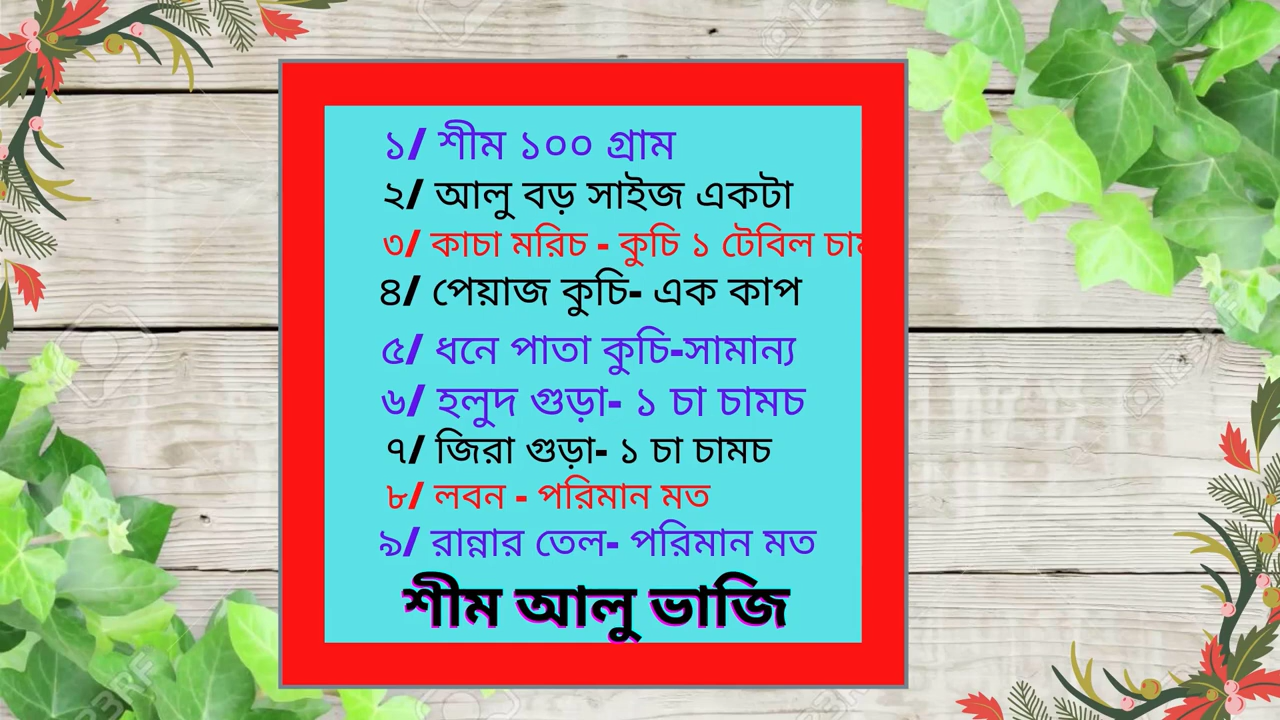 ১/ শীম ১০০ গ্রাম
২/ আলু বড় সাইজ একটা
৩/ কাচা মরিচ - কুচি ১ টেবিল
৪/ পেয়াজ কুচি- এক কাপ
৫/ ধনে পাতা কুচি-সামান্য
৬/ হলুদ গুড়া- ১ চা চামচ
৭/ জিরা গুড়া- ১ চা চামচ
৮/ লবন - পরিমান মত
৯/ রান্নার তেল- পরিমান মত
শীম আলু ভাজি